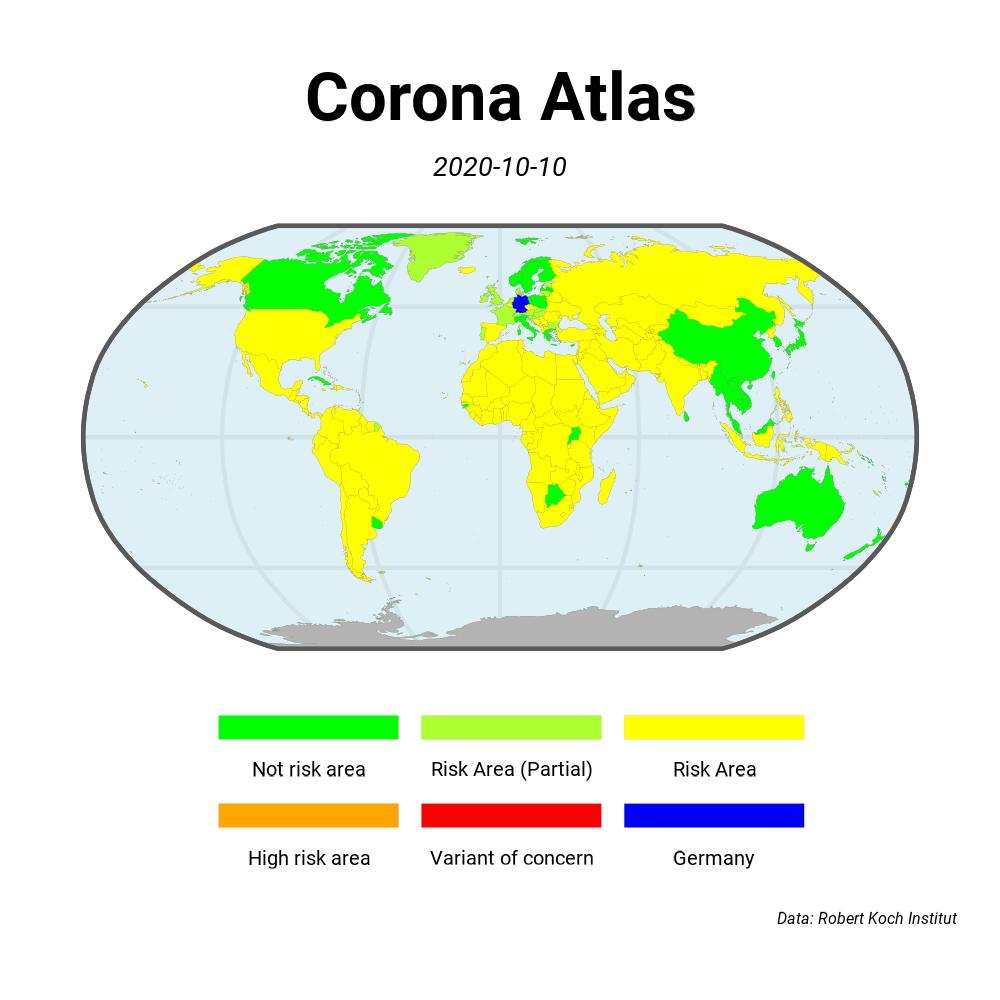 Corona Atlas
2020-10-10
Not risk area
Risk Area (Partial)
Risk Area
High risk area
Variant of concern
Germany
Data: Robert Koch Institut